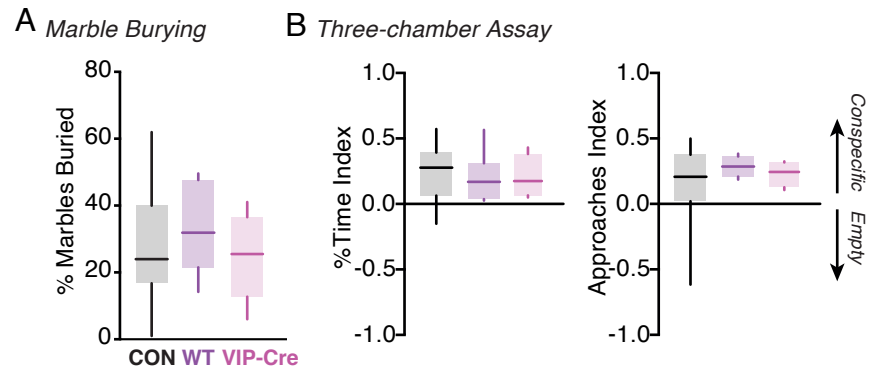 A Marble Burying
% Marbles Buried
80
60
40
20
0
CON WT VIP-Cre
B Three-chamber Assay
%Time Index
1.0
0.5
0.0
-0.5
-1.0
Approaches Index
1.0
0.5
0.0
-0.5
-1.0
Conspecific
Empty